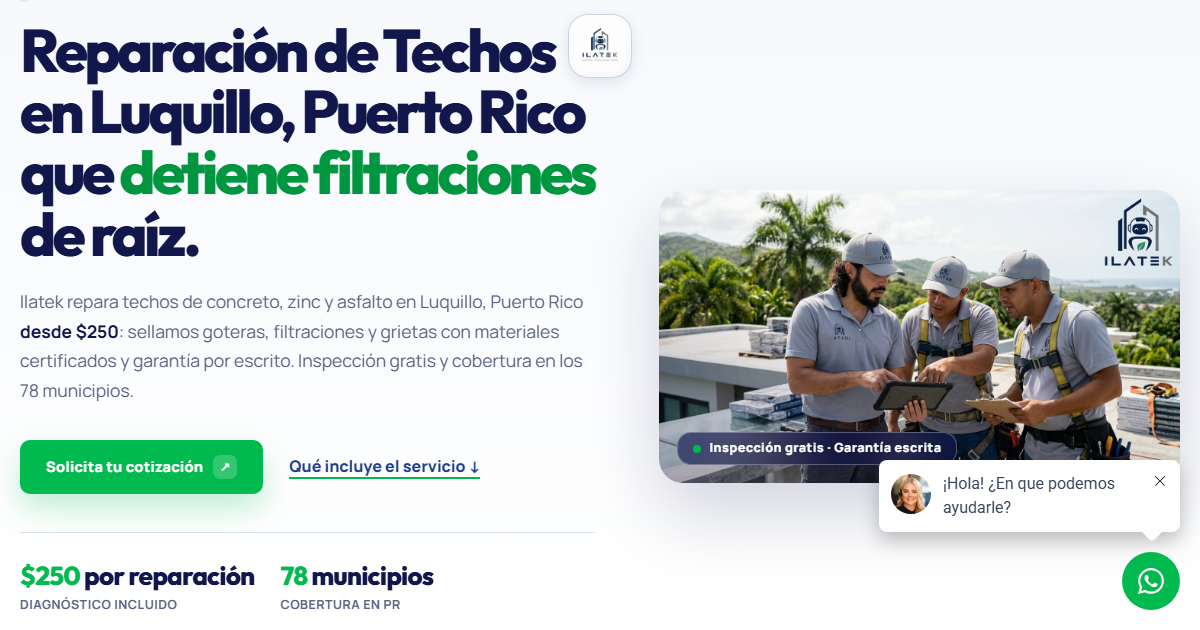 Reparación de Techos
en Luquillo, Puerto Rico
que detiene filtraciones
de raíz.
ILATEK
Ilatek repara techos de concreto, zinc y asfalto en Luquillo, Puerto Rico
desde $250: sellamos goteras, filtraciones y grietas con materiales
certificados y garantía por escrito. Inspección gratis y cobertura en los
78 municipios.
Solicita tu cotización ↗
Qué incluye el servicio ↓
$250 por reparación
DIAGNÓSTICO INCLUIDO
78 municipios
COBERTURA EN PR
ILATEK
Inspección gratis · Garantía escrita
¡Hola! ¿En que podemos
ayudarle?